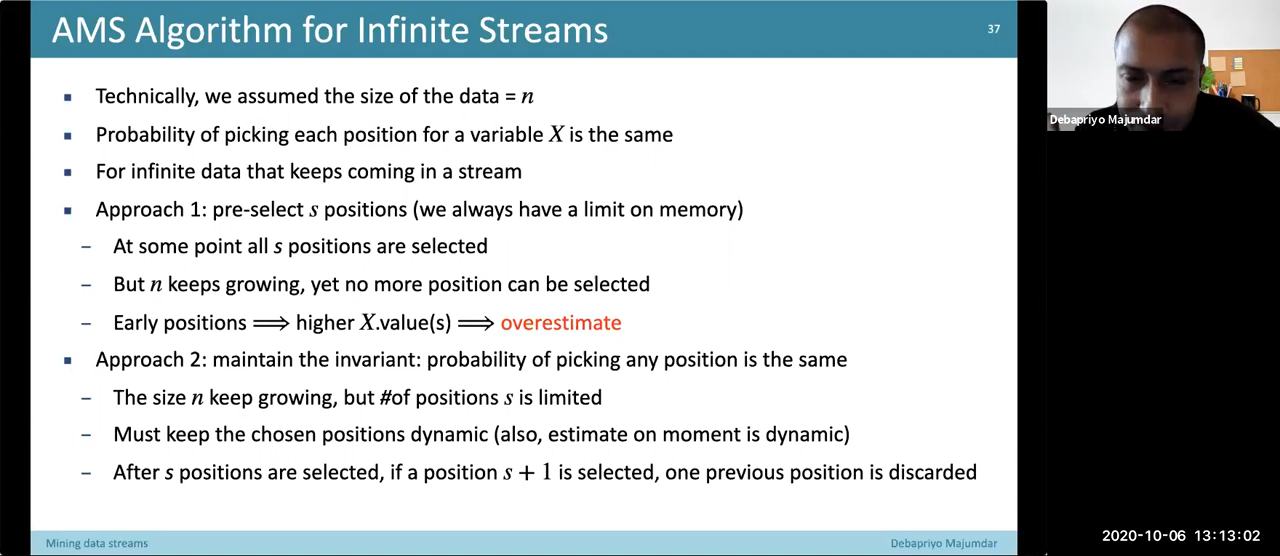 AMS Algorithm for Infinite Streams
37
▪ Technically, we assumed the size of the data = n
▪ Probability of picking each position for a variable X is the same
▪ For infinite data that keeps coming in a stream
▪ Approach 1: pre-select s positions (we always have a limit on memory)
– At some point all s positions are selected
– But n keeps growing, yet no more position can be selected
– Early positions ⟹ higher X.value(s) ⟹ overestimate
▪ Approach 2: maintain the invariant: probability of picking any position is the same
– The size n keep growing, but #of positions s is limited
– Must keep the chosen positions dynamic (also, estimate on moment is dynamic)
– After s positions are selected, if a position s + 1 is selected, one previous position is discarded
Mining data streams
Debapriyo Majumdar
Debapriyo Majumdar
2020-10-06 13:13:02